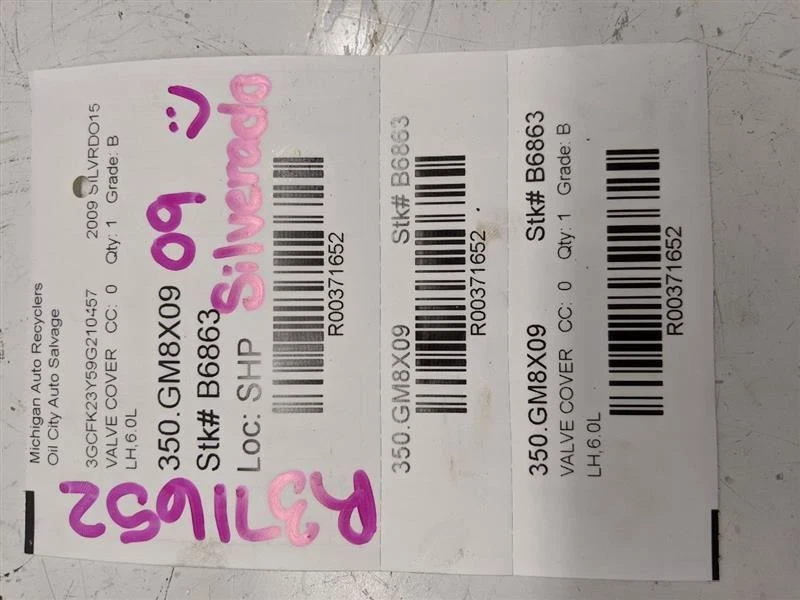 Michigan Auto Recyclers
Oil City Auto Salvage
3GCFK23Y59G210457 2009 SILVRDO15
VALVE COVER CC: 0 Qty: 1 Grade: B
LH,6.0L
350.GM8X09 09 :)
Stk# B6863
Loc: SHP Silverado
R00371652
R371652
350.GM8X09 Stk# B6863
R00371652
350.GM8X09 Stk# B6863
VALVE COVER CC: 0 Qty: 1 Grade: B
LH,6.0L
R00371652